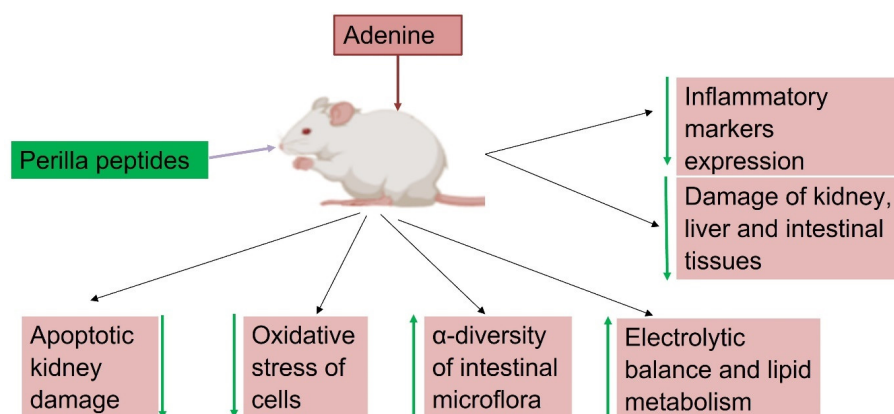 Adenine
Perilla peptides
Inflammatory
markers
expression
Damage of kidney,
liver and intestinal
tissues
Apoptotic
kidney
damage
Oxidative
stress of
cells
α-diversity
of intestinal
microflora
Electrolytic
balance and lipid
metabolism